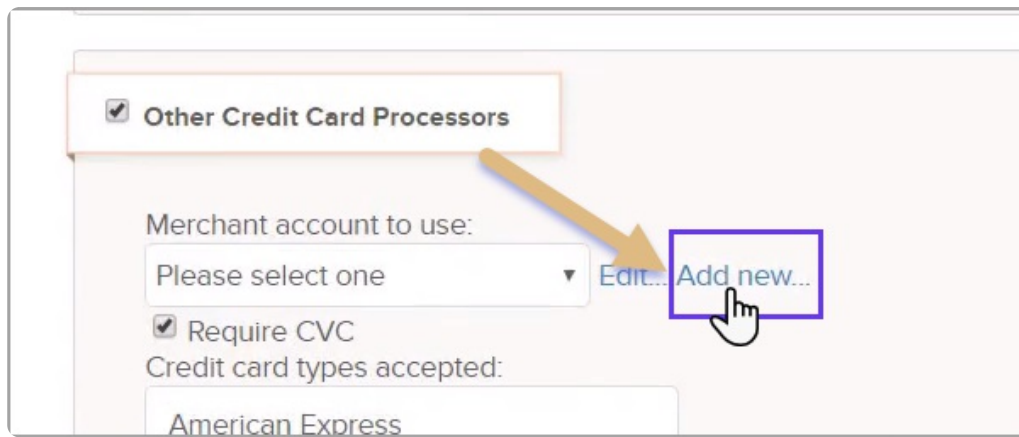 Other Credit Card Processors
Merchant account to use:
Please select one Edit... Add new...
Require CVC
Credit card types accepted:
American Express